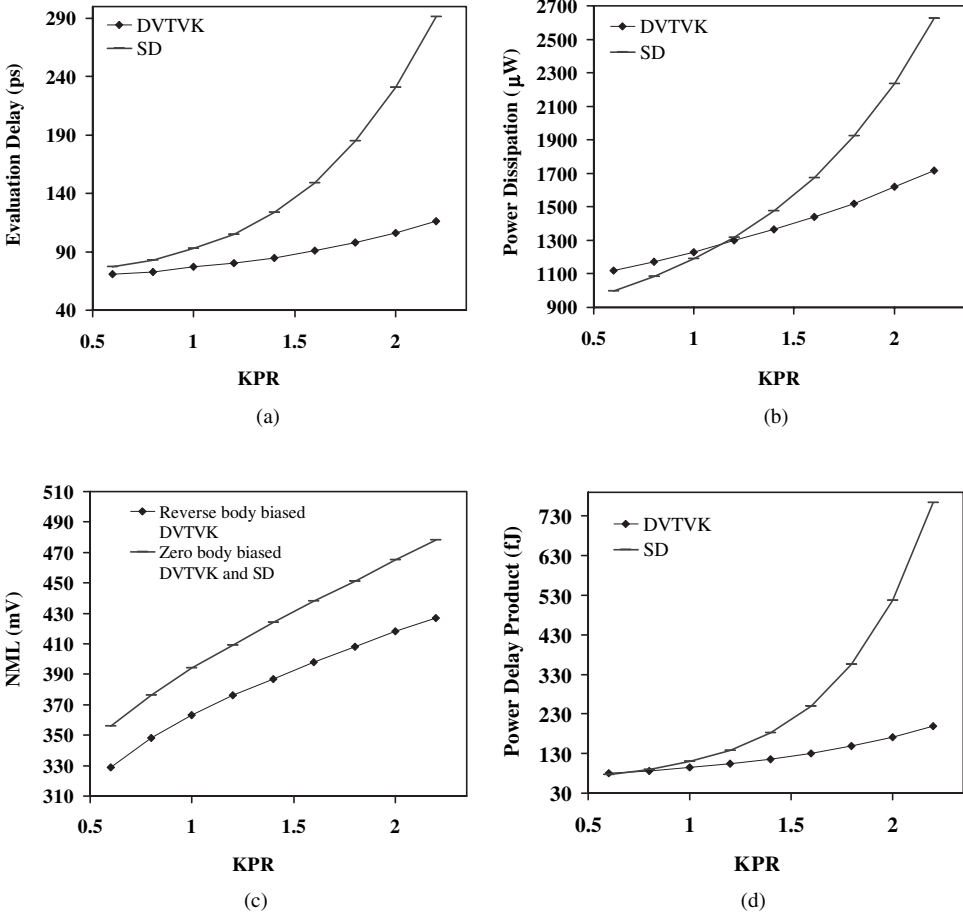 290
240
190
140
90
40
Evaluation Delay (ps)
DVTVK
SD
0.5 1 1.5 2
KPR
(a)
2700
2500
2300
2100
1900
1700
1500
1300
1100
900
Power Dissipation (μW)
DVTVK
SD
0.5 1 1.5 2
KPR
(b)
510
490
470
450
430
410
390
370
350
330
310
NML (mV)
Reverse body biased
DVTVK
Zero body biased
DVTVK and SD
0.5 1 1.5 2
KPR
(c)
730
630
530
430
330
230
130
30
Power Delay Product (fJ)
DVTVK
SD
0.5 1 1.5 2
KPR
(d)